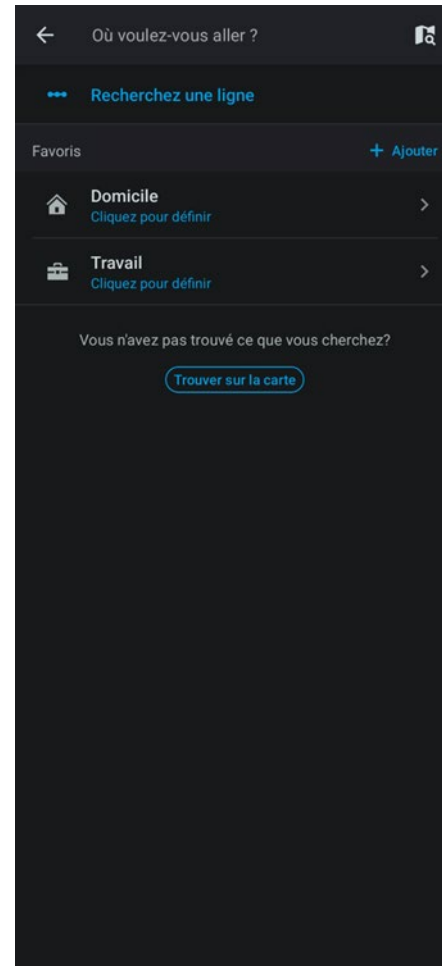 Où voulez-vous aller ?
Recherchez une ligne
Favoris
+ Ajouter
Domicile
Cliquez pour définir
Travail
Cliquez pour définir
Vous n'avez pas trouvé ce que vous cherchez?
Trouver sur la carte